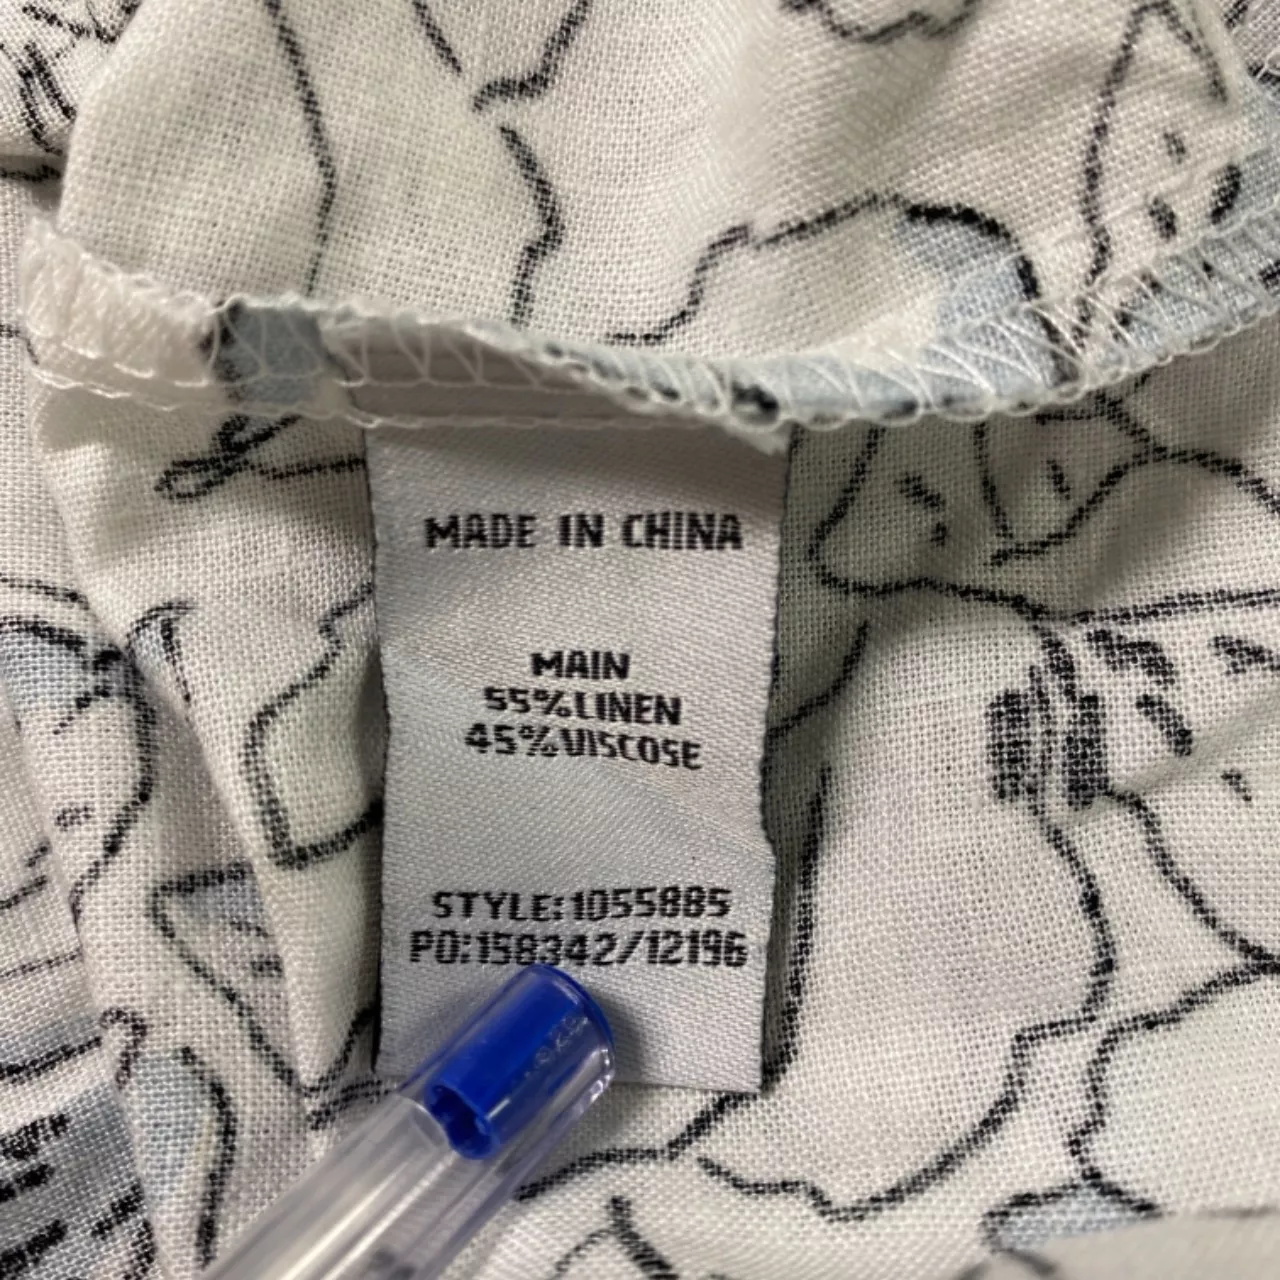 MADE IN CHINA
MAIN
55%LINEN
45%VISCOSE
STYLE:1055885
PO:158342/12196